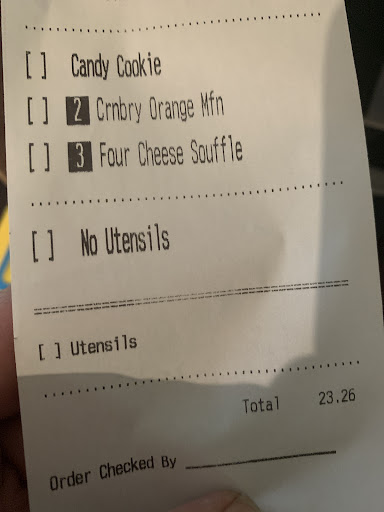 [ ] Candy Cookie
[ ] 2 Crnbry Orange Mfn
[ ] 3 Four Cheese Souffle
[ ] No Utensils
[ ] Utensils
Total 23.26
Order Checked By